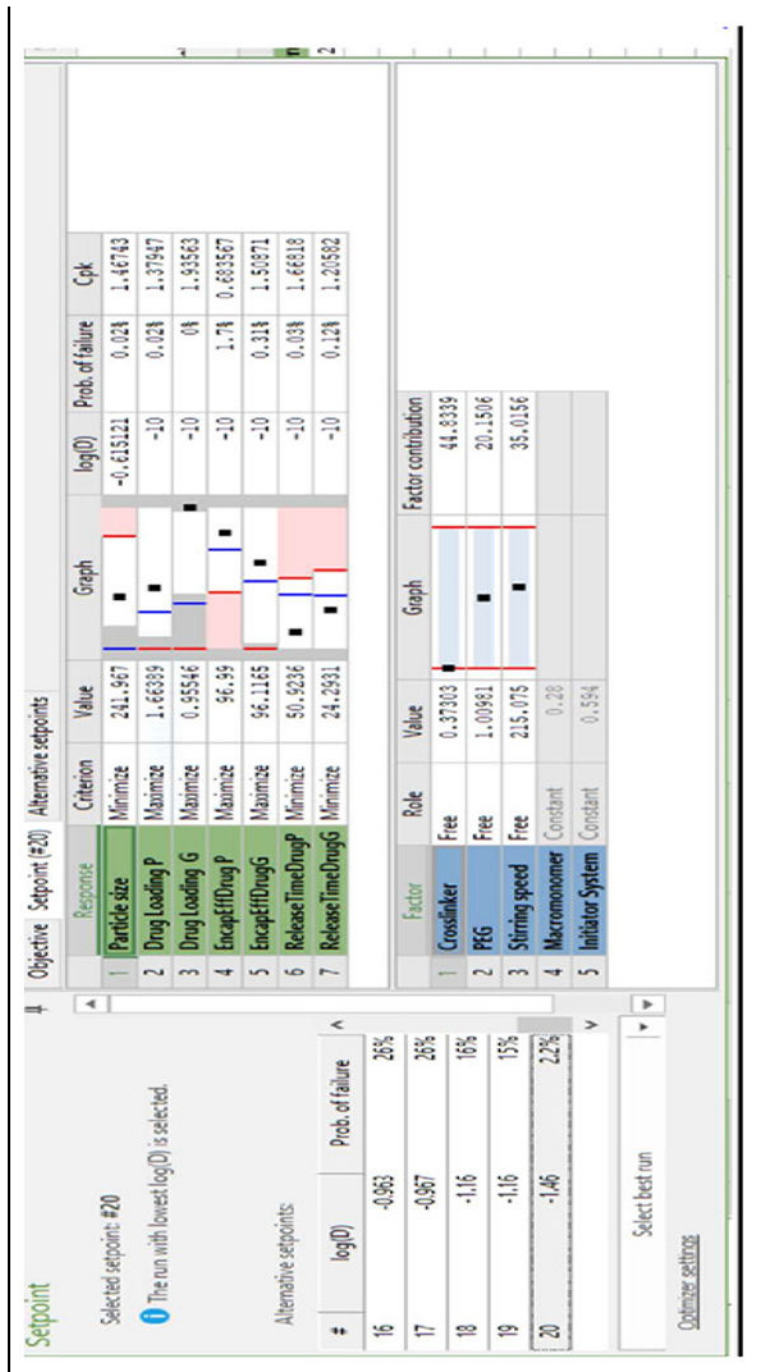 Setpoint
Selected setpoint: #20
The run with lowest log(D) is selected.
Alternative setpoints:
# log(D) Prob. of failure
16 -0.963 26%
17 -0.967 26%
18 -1.16 16%
19 -1.16 15%
20 -1.46 2.2%
Select best run
Optimizer settings
Objective Setpoint (#20) Alternative setpoints
Response Criterion Value Graph log(D) Prob. of failure Cpk
1 Particle size Minimize 241.967 -0.615121 0.02% 1.46743
2 Drug Loading P Maximize 1.66389 -10 0.02% 1.37947
3 Drug Loading G Maximize 0.95546 -10 0% 1.93563
4 EncapEffDrug P Maximize 96.99 -10 1.7% 0.683567
5 EncapEffDrugG Maximize 96.1165 -10 0.31% 1.50871
6 ReleaseTimeDrugP Minimize 50.9236 -10 0.03% 1.66818
7 ReleaseTimeDrugG Minimize 24.2931 -10 0.12% 1.20582
Factor Role Value Graph Factor contribution
1 Crosslinker Free 0.37303 44.8339
2 PEG Free 1.00981 20.1506
3 Stirring speed Free 215.075 35.0156
4 Macromonomer Constant 0.28
5 Initiator System Constant 0.594